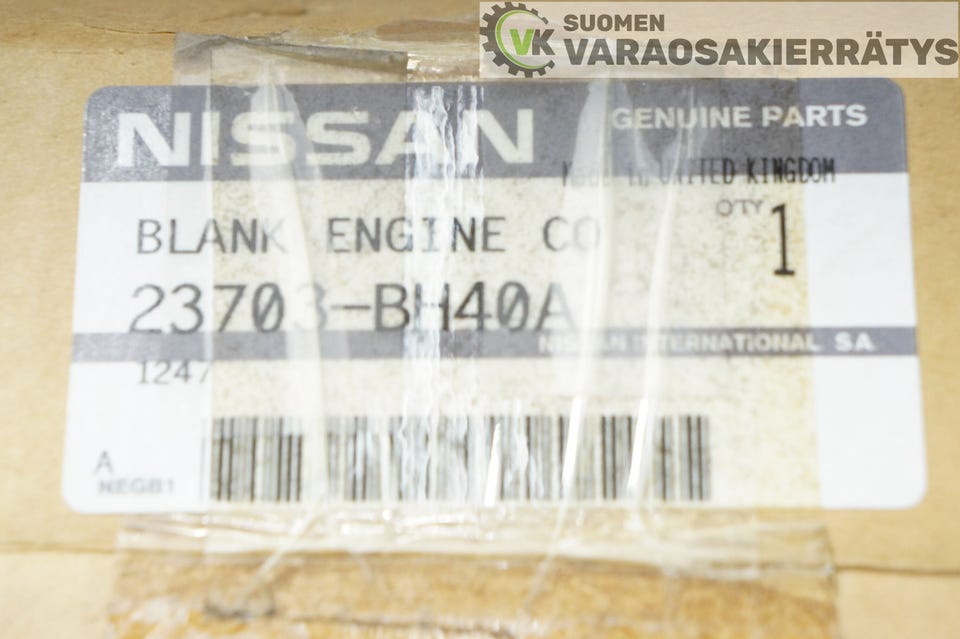 SUOMEN
VK VARAOSAKIERRÄTYS
NISSAN GENUINE PARTS
MADE IN UNITED KINGDOM
BLANK ENGINE CO QTY 1
23703-BH40A
NISSAN INTERNATIONAL SA
1247
A
NEGB1